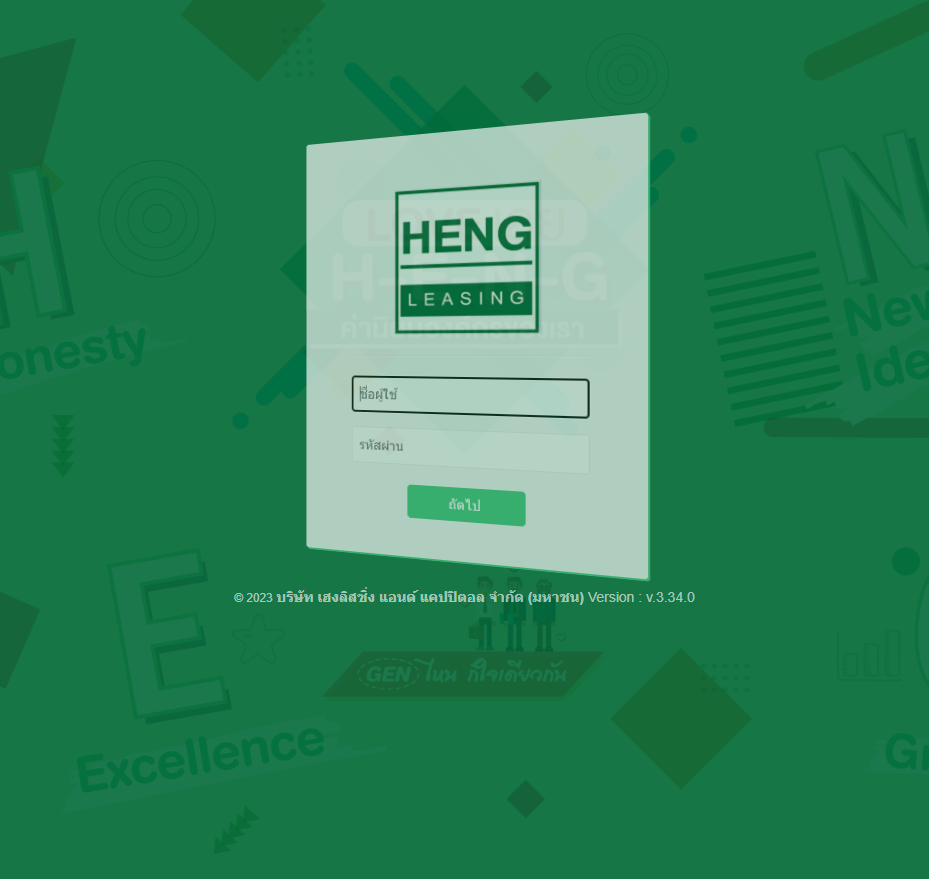 H
onesty
N
New
Ide
HENG
LEASING
H-E-N-G
ชื่อผู้ใช้
รหัสผ่าน
ถัดไป
© 2023 บริษัท เฮงลิสซิ่ง แอนด์ แคปปิตอล จำกัด (มหาชน) Version : v.3.34.0
GEN ไหน ก็ใจเดียวกัน
E
Excellence
Gr